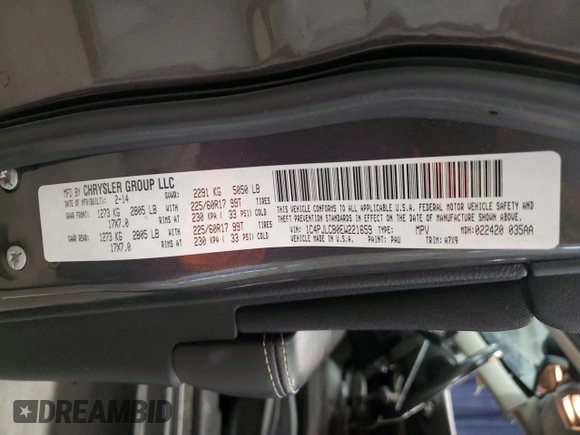 MFD BY CHRYSLER GROUP LLC
DATE OF MFR(BUILT): 2-14 GVWR: 2291 KG 5050 LB
GAWR FRONT: 1273 KG 2805 LB WITH 225/60R17 99T TIRES
17X7.0 RIMS AT 230 KPA ( 33 PSI) COLD
GAWR REAR: 1273 KG 2805 LB WITH 225/60R17 99T TIRES
17X7.0 RIMS AT 230 KPA ( 33 PSI) COLD
THIS VEHICLE CONFORMS TO ALL APPLICABLE U.S.A. FEDERAL MOTOR VEHICLE SAFETY AND
THEFT PREVENTION STANDARDS IN EFFECT ON THE DATE OF MANUFACTURE SHOWN ABOVE.
VIN: 1C4PJLCB0EW221659 TYPE: MPV MDH: 022420 035AA
VEHICLE MADE IN U.S.A. PAINT: PAU TRIM: A7X9
DREAMBID